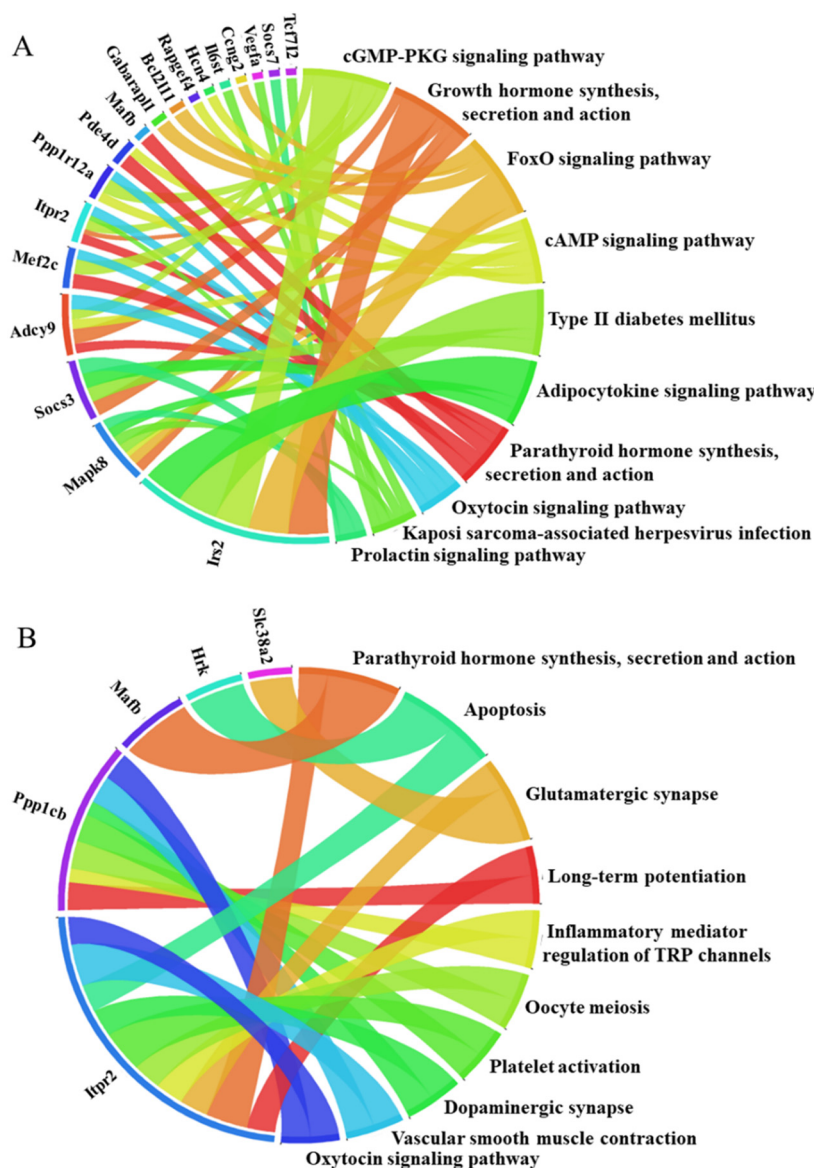 A
Tcf7l2
Socs7
Vegfa
Ccng2
Il6st
Hcn4
Rapgef4
Bcl2l11
Gabarapl1
Mafb
Pde4d
Ppp1r12a
Itpr2
Mef2c
Adcy9
Socs3
Mapk8
Irs2
cGMP-PKG signaling pathway
Growth hormone synthesis,
secretion and action
FoxO signaling pathway
cAMP signaling pathway
Type II diabetes mellitus
Adipocytokine signaling pathway
Parathyroid hormone synthesis,
secretion and action
Oxytocin signaling pathway
Kaposi sarcoma-associated herpesvirus infection
Prolactin signaling pathway
B
Slc38a2
Hrk
Mafb
Ppp1cb
Itpr2
Parathyroid hormone synthesis, secretion and action
Apoptosis
Glutamatergic synapse
Long-term potentiation
Inflammatory mediator
regulation of TRP channels
Oocyte meiosis
Platelet activation
Dopaminergic synapse
Vascular smooth muscle contraction
Oxytocin signaling pathway